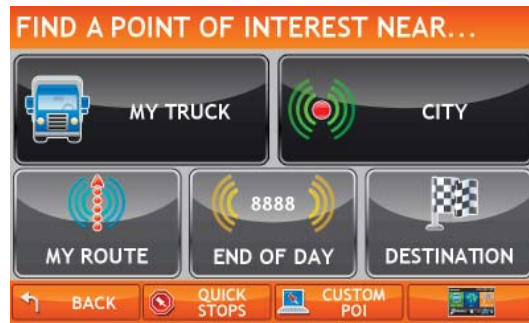 FIND A POINT OF INTEREST NEAR...
MY TRUCK
CITY
MY ROUTE
8888
END OF DAY
DESTINATION
BACK
QUICK
STOPS
CUSTOM
POI